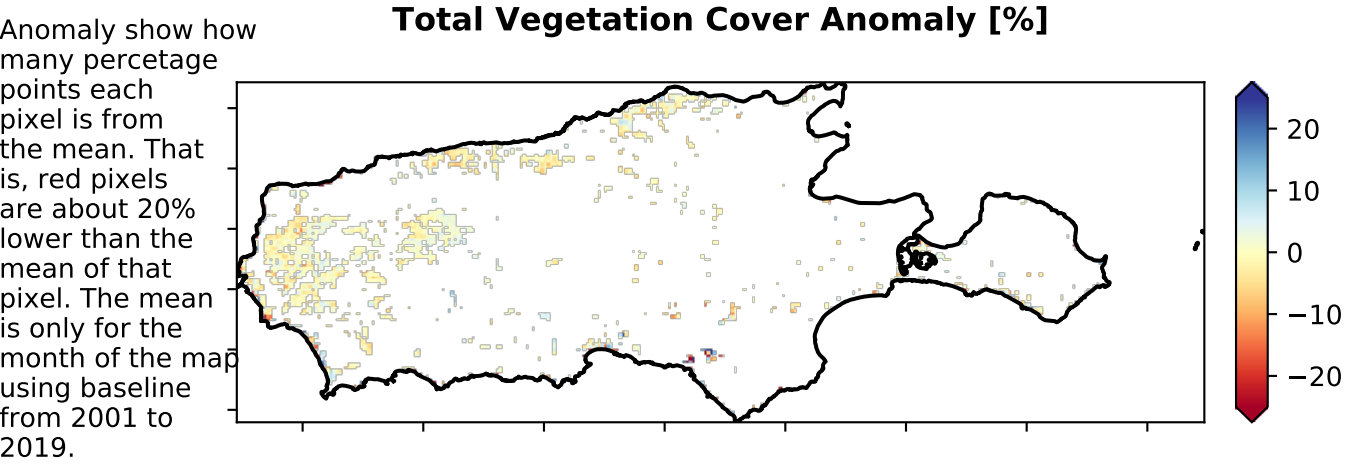 Total Vegetation Cover Anomaly [%]
Anomaly show how
many percetage
points each
pixel is from
the mean. That
is, red pixels
are about 20%
lower than the
mean of that
pixel. The mean
is only for the
month of the map
using baseline
from 2001 to
2019.
20
10
0
−10
−20